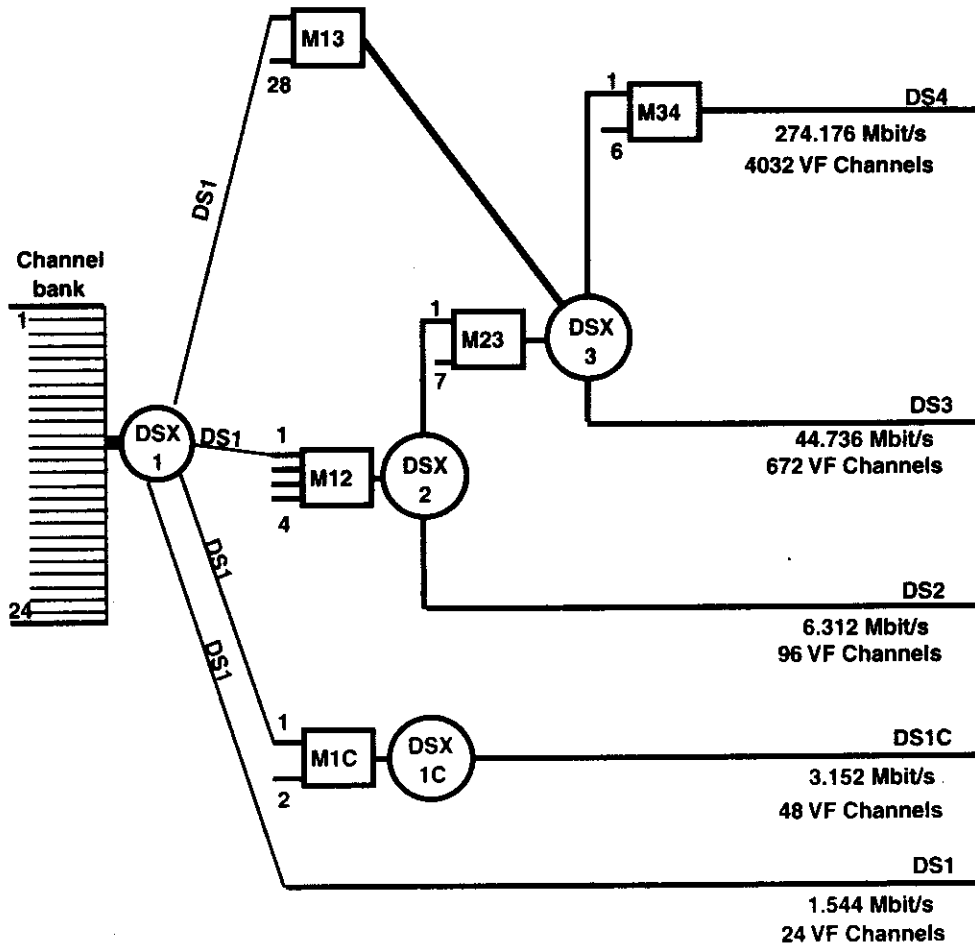 M13
28
1
M34
DS4
6
274.176 Mbit/s
4032 VF Channels
DS1
Channel
bank
1
24
1
M23
7
DSX
3
DS3
44.736 Mbit/s
672 VF Channels
DSX
1
DS1
1
M12
4
DSX
2
DS1
DS2
6.312 Mbit/s
96 VF Channels
DS1
1
M1C
2
DSX
1C
DS1C
3.152 Mbit/s
48 VF Channels
DS1
1.544 Mbit/s
24 VF Channels